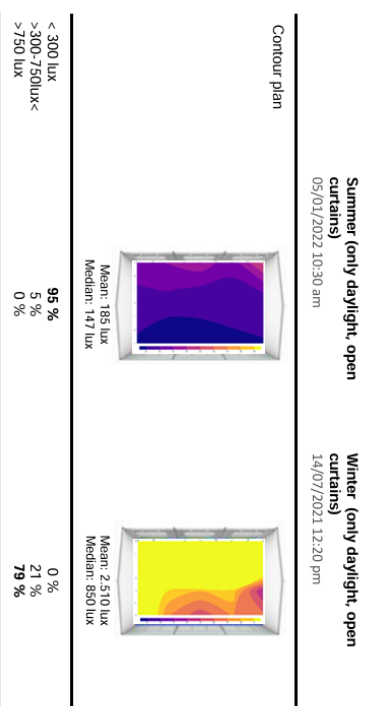 Summer (only daylight, open
curtains)
05/01/2022 10:30 am
Winter (only daylight, open
curtains)
14/07/2021 12:20 pm
Contour plan
Mean: 185 lux
Median: 147 lux
Mean: 2.510 lux
Median: 850 lux
< 300 lux 95 % 0 %
>300-750lux< 5 % 21 %
>750 lux 0 % 79 %